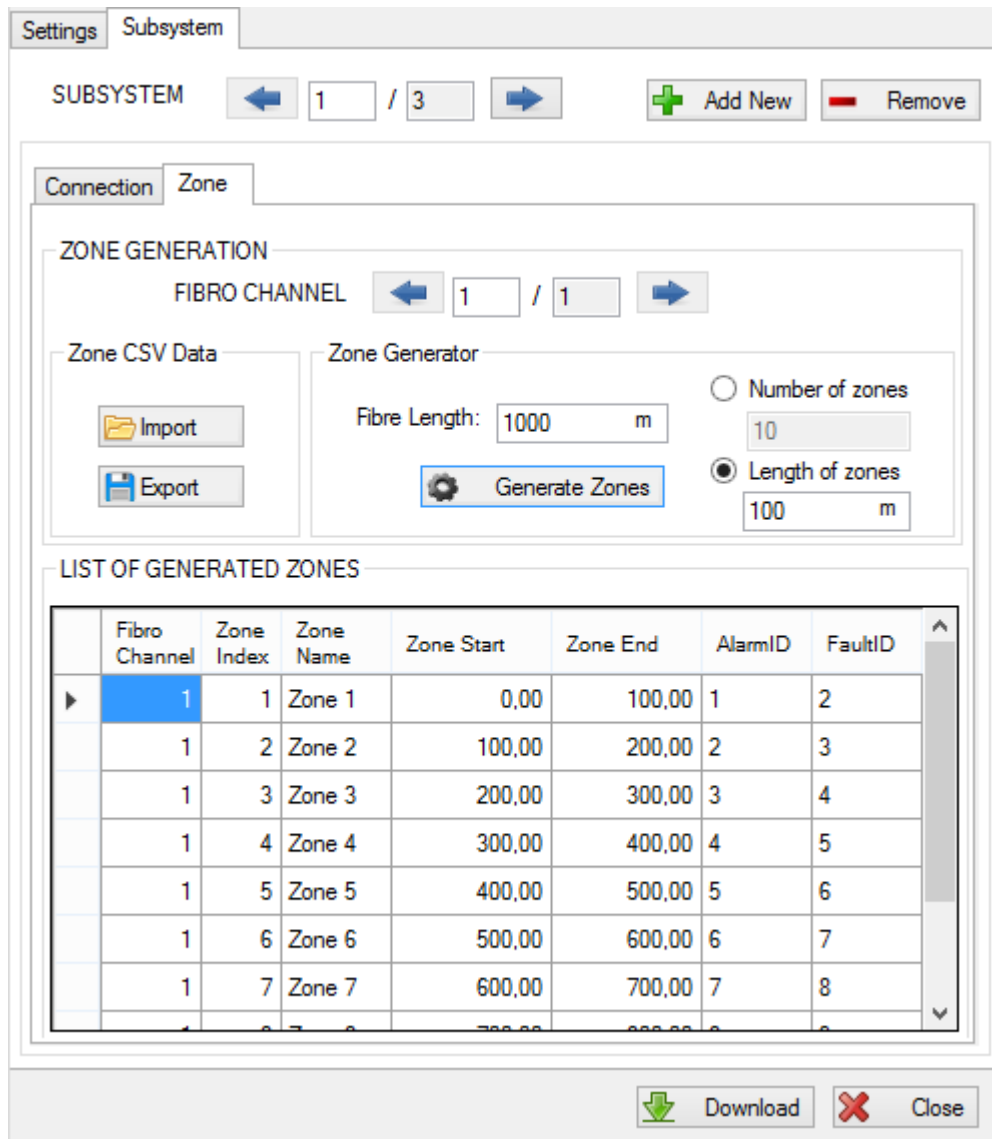 Settings Subsystem
SUBSYSTEM 1 / 3 Add New Remove
Connection Zone
ZONE GENERATION
FIBRO CHANNEL 1 / 1
Zone CSV Data
Import
Export
Zone Generator
Fibre Length: 1000 m
Generate Zones
Number of zones
10
Length of zones
100 m
LIST OF GENERATED ZONES
Fibro Channel Zone Index Zone Name Zone Start Zone End AlarmID FaultID
1 1 Zone 1 0,00 100,00 1 2
1 2 Zone 2 100,00 200,00 2 3
1 3 Zone 3 200,00 300,00 3 4
1 4 Zone 4 300,00 400,00 4 5
1 5 Zone 5 400,00 500,00 5 6
1 6 Zone 6 500,00 600,00 6 7
1 7 Zone 7 600,00 700,00 7 8
Download Close